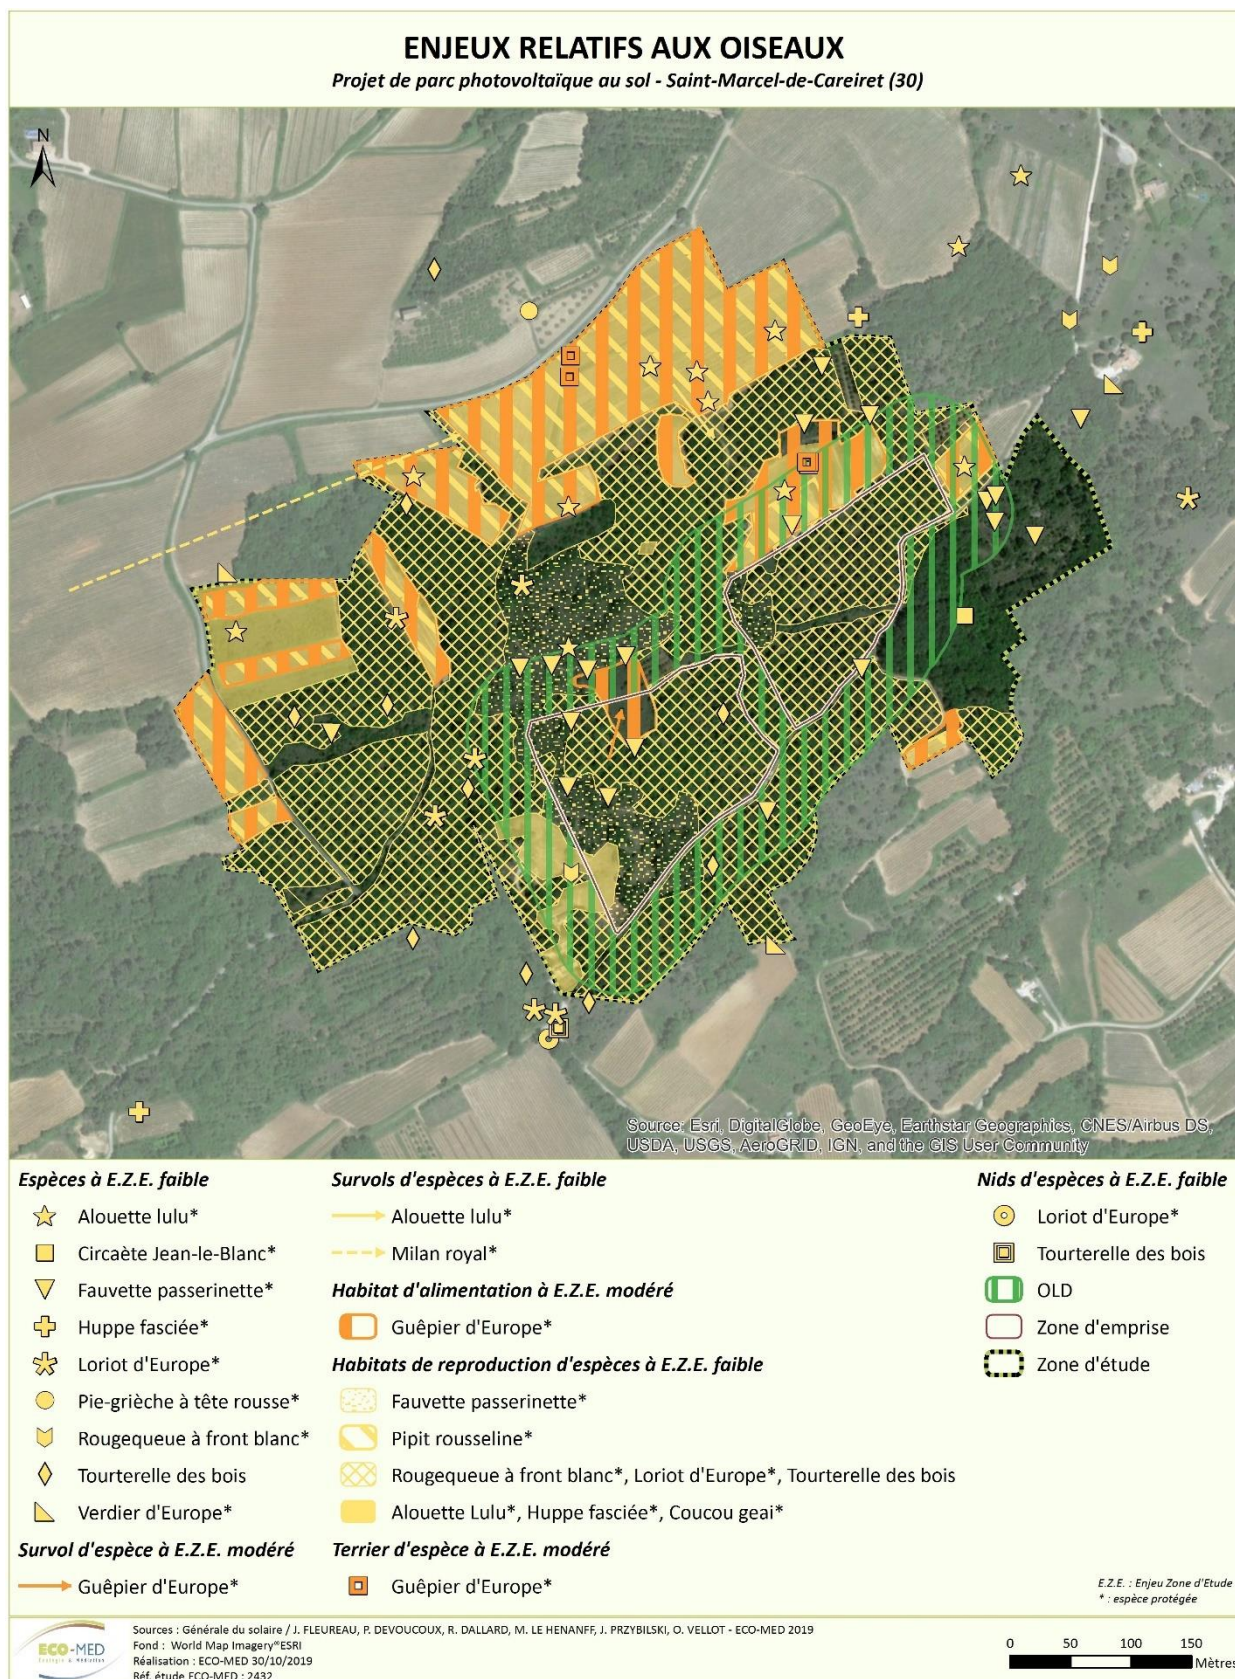 ENJEUX RELATIFS AUX OISEAUX
Projet de parc photovoltaïque au sol - Saint-Marcel-de-Careiret (30)
N
Source: Esri, DigitalGlobe, GeoEye, Earthstar Geographics, CNES/Airbus DS,
USDA, USGS, AeroGRID, IGN, and the GIS User Community
Espèces à E.Z.E. faible
Alouette lulu*
Circaète Jean-le-Blanc*
Fauvette passerinette*
Huppe fasciée*
Loriot d'Europe*
Pie-grièche à tête rousse*
Rougequeue à front blanc*
Tourterelle des bois
Verdier d'Europe*
Survol d'espèce à E.Z.E. modéré
Guêpier d'Europe*
Survols d'espèces à E.Z.E. faible
Alouette lulu*
Milan royal*
Habitat d'alimentation à E.Z.E. modéré
Guêpier d'Europe*
Habitats de reproduction d'espèces à E.Z.E. faible
Fauvette passerinette*
Pipit rousseline*
Rougequeue à front blanc*, Loriot d'Europe*, Tourterelle des bois
Alouette Lulu*, Huppe fasciée*, Coucou geai*
Terrier d'espèce à E.Z.E. modéré
Guêpier d'Europe*
Nids d'espèces à E.Z.E. faible
Loriot d'Europe*
Tourterelle des bois
OLD
Zone d'emprise
Zone d'étude
E.Z.E. : Enjeu Zone d'Etude
* : espèce protégée
ECO-MED
Ecologie & Médiation
Sources : Générale du solaire / J. FLEUREAU, P. DEVOUCOUX, R. DALLARD, M. LE HENANFF, J. PRZYBILSKI, O. VELLOT - ECO-MED 2019
Fond : World Map Imagery®ESRI
Réalisation : ECO-MED 30/10/2019
Réf. étude ECO-MED : 2432
0 50 100 150
Mètres